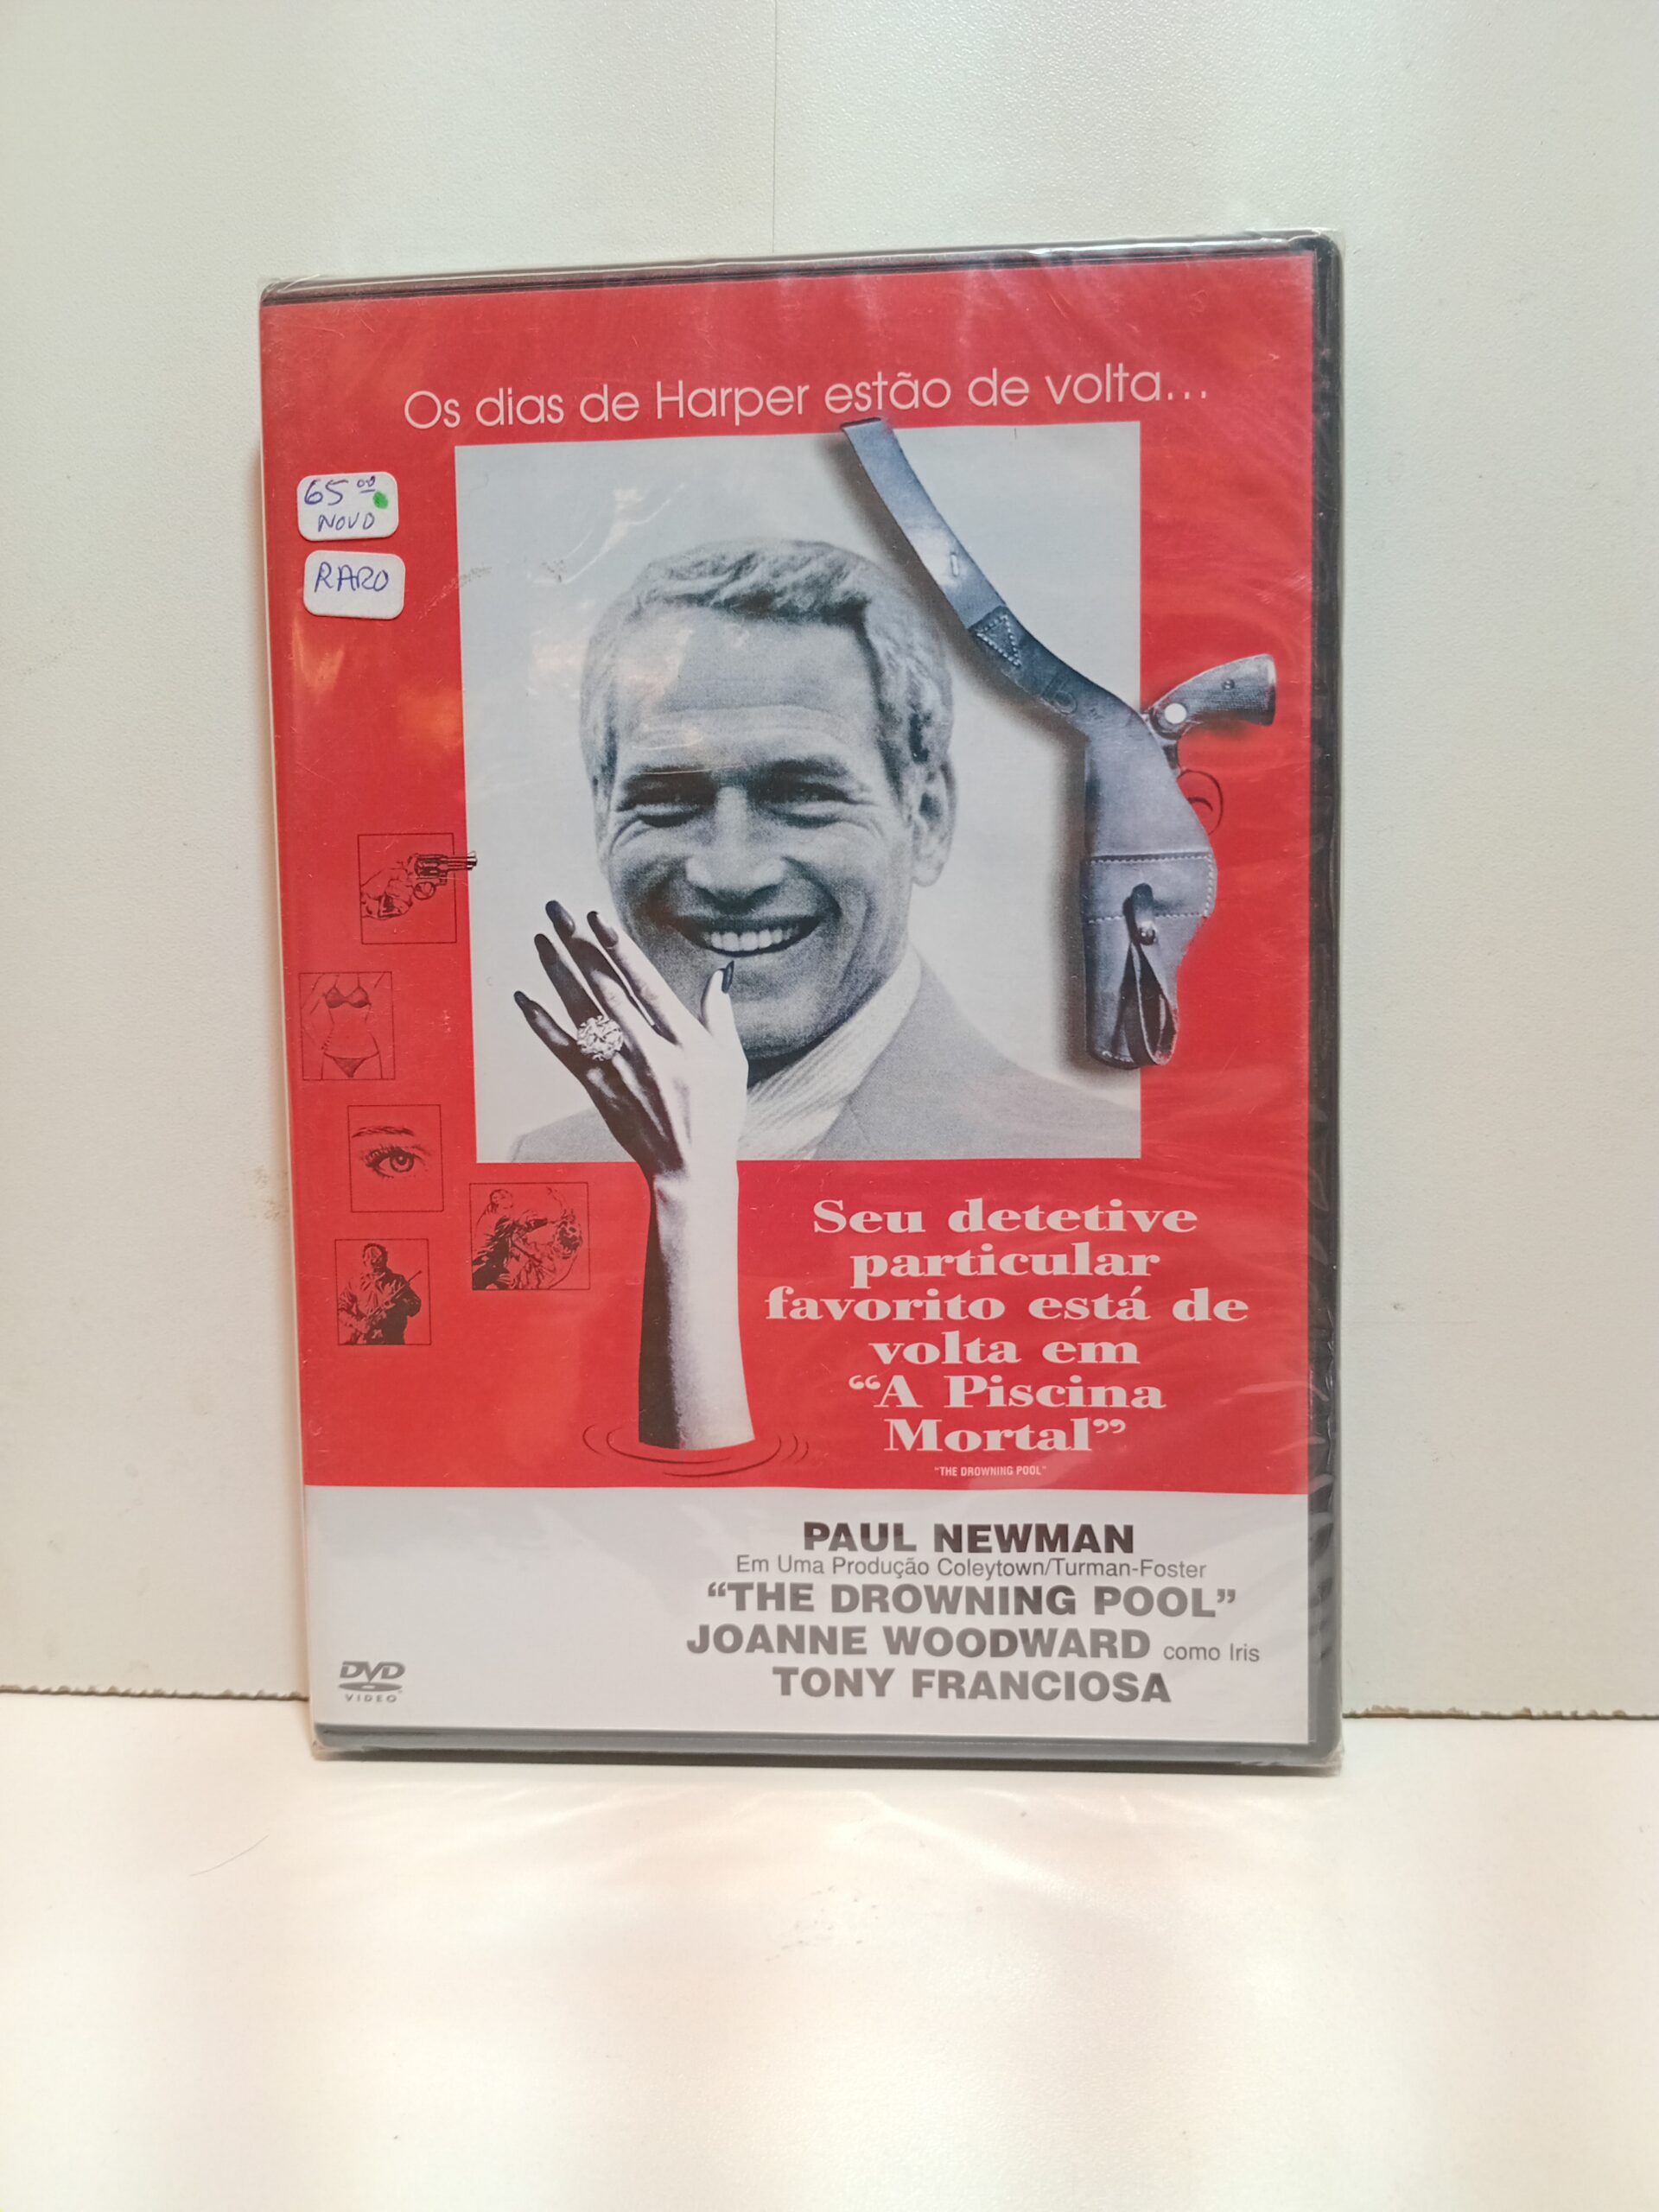 Os dias de Harper estão de volta...
65 00
NOVO
RARO
Seu detetive
particular
favorito está de
volta em
“A Piscina
Mortal”
“THE DROWNING POOL”
PAUL NEWMAN
Em Uma Produção Coleytown/Turman-Foster
“THE DROWNING POOL”
JOANNE WOODWARD como Iris
TONY FRANCIOSA
DVD
VIDEO